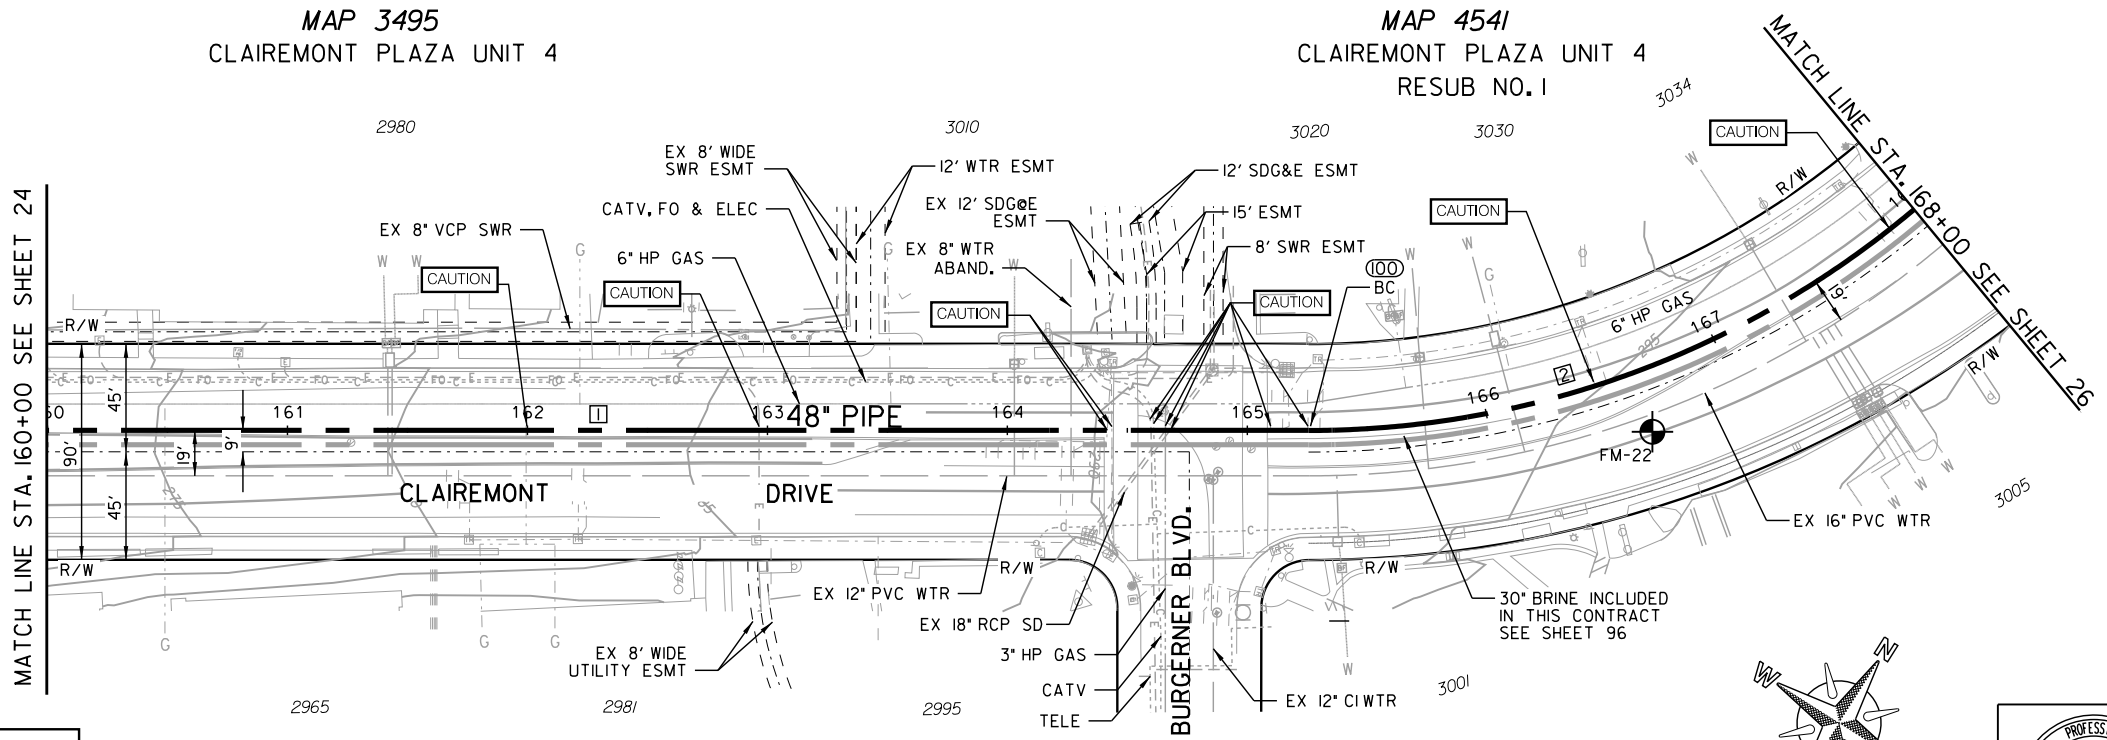 MAP 3495
CLAIREMONT PLAZA UNIT 4
MAP 4541
CLAIREMONT PLAZA UNIT 4
RESUB NO. 1
MATCH LINE STA. 160+00 SEE SHEET 24
MATCH LINE STA. 168+00 SEE SHEET 26
2980
3010
3020
3030
3034
EX 8' WIDE
SWR ESMT
12' WTR ESMT
12' SDG&E ESMT
CATV, FO & ELEC
EX 12' SDG@E
ESMT
15' ESMT
EX 8" VCP SWR
6" HP GAS
EX 8" WTR
ABAND.
8' SWR ESMT
CAUTION
CAUTION
CAUTION
CAUTION
CAUTION
CAUTION
100
BC
R/W
R/W
6" HP GAS
W
W
G
G
W
W
W
G
W
295
19'
45'
90'
45'
19'
9'
60
161
162
1
163
48" PIPE
164
165
166
2
167
FM-22
275
285
290
CLAIREMONT DRIVE
BURGERNER BLVD.
R/W
R/W
R/W
R/W
EX 12" PVC WTR
EX 18" RCP SD
3" HP GAS
CATV
TELE
EX 12" CI WTR
EX 16" PVC WTR
30" BRINE INCLUDED
IN THIS CONTRACT
SEE SHEET 96
EX 8' WIDE
UTILITY ESMT
G
G
G
W
W
W
W
2965
2981
2995
3001
3005
W
N
PROFESS